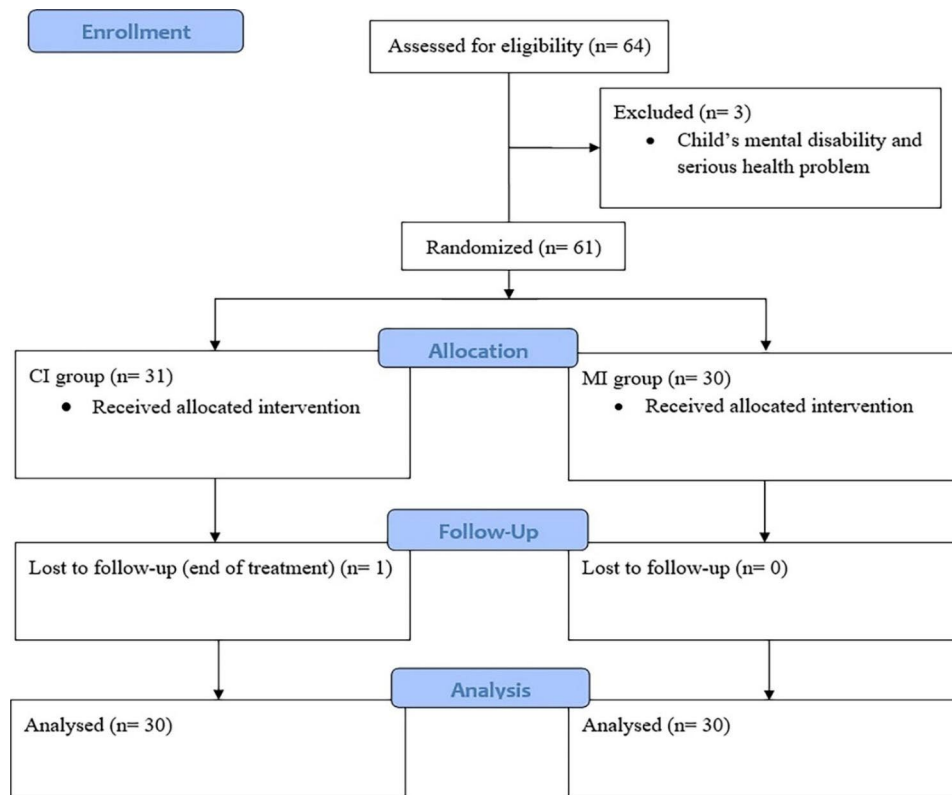 Enrollment
Assessed for eligibility (n= 64)
Excluded (n= 3)
• Child’s mental disability and
serious health problem
Randomized (n= 61)
Allocation
CI group (n= 31)
• Received allocated intervention
MI group (n= 30)
• Received allocated intervention
Follow-Up
Lost to follow-up (end of treatment) (n= 1)
Lost to follow-up (n= 0)
Analysis
Analysed (n= 30)
Analysed (n= 30)